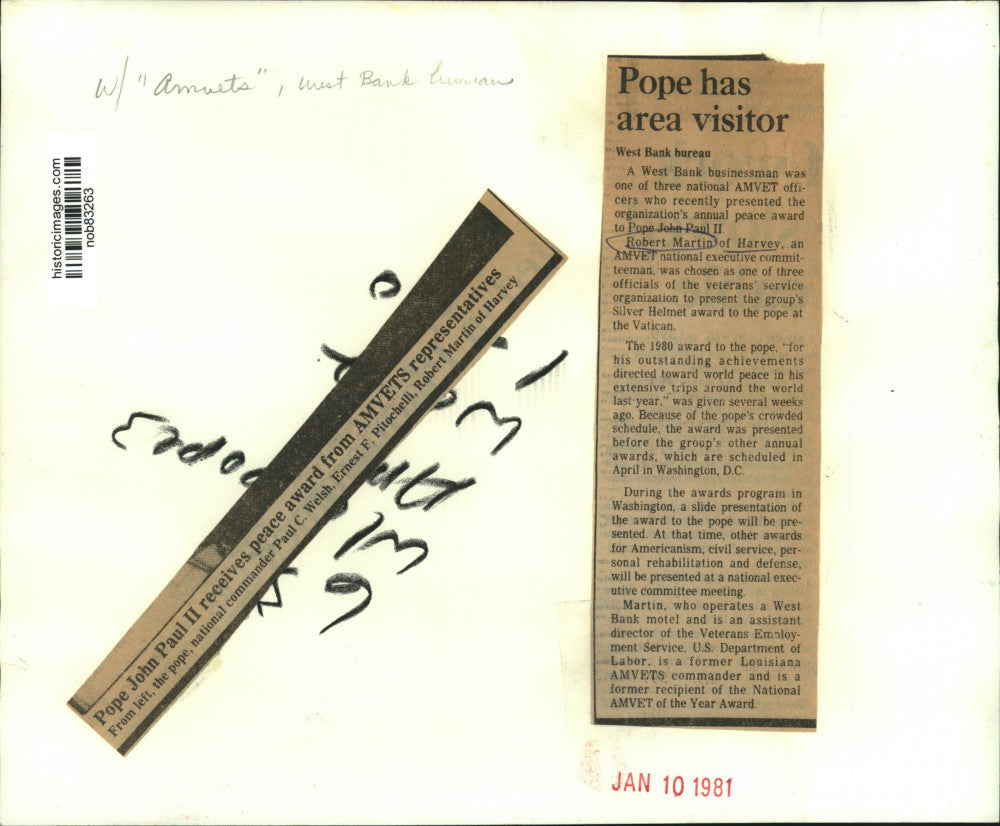 w/ "Amvets", West Bank bureau
historicimages.com
nob83263
Pope has
area visitor
West Bank bureau
A West Bank businessman was
one of three national AMVET offi-
cers who recently presented the
organization's annual peace award
to Pope John Paul II.
Robert Martin of Harvey, an
AMVET national executive commit-
teeman, was chosen as one of three
officials of the veterans' service
organization to present the group's
Silver Helmet award to the pope at
the Vatican.
The 1980 award to the pope, "for
his outstanding achievements
directed toward world peace in his
extensive trips around the world
last year," was given several weeks
ago. Because of the pope's crowded
schedule, the award was presented
before the group's other annual
awards, which are scheduled in
April in Washington, D.C.
During the awards program in
Washington, a slide presentation of
the award to the pope will be pre-
sented. At that time, other awards
for Americanism, civil service, per-
sonal rehabilitation and defense,
will be presented at a national exec-
utive committee meeting.
Martin, who operates a West
Bank motel and is an assistant
director of the Veterans Employ-
ment Service, U.S. Department of
Labor, is a former Louisiana
AMVETS commander and is a
former recipient of the National
AMVET of the Year Award.
Pope John Paul II receives peace award from AMVETS representatives
From left, the pope, national commander Paul C. Welsh, Ernest F. Pitochelli, Robert Martin of Harvey
JAN 10 1981